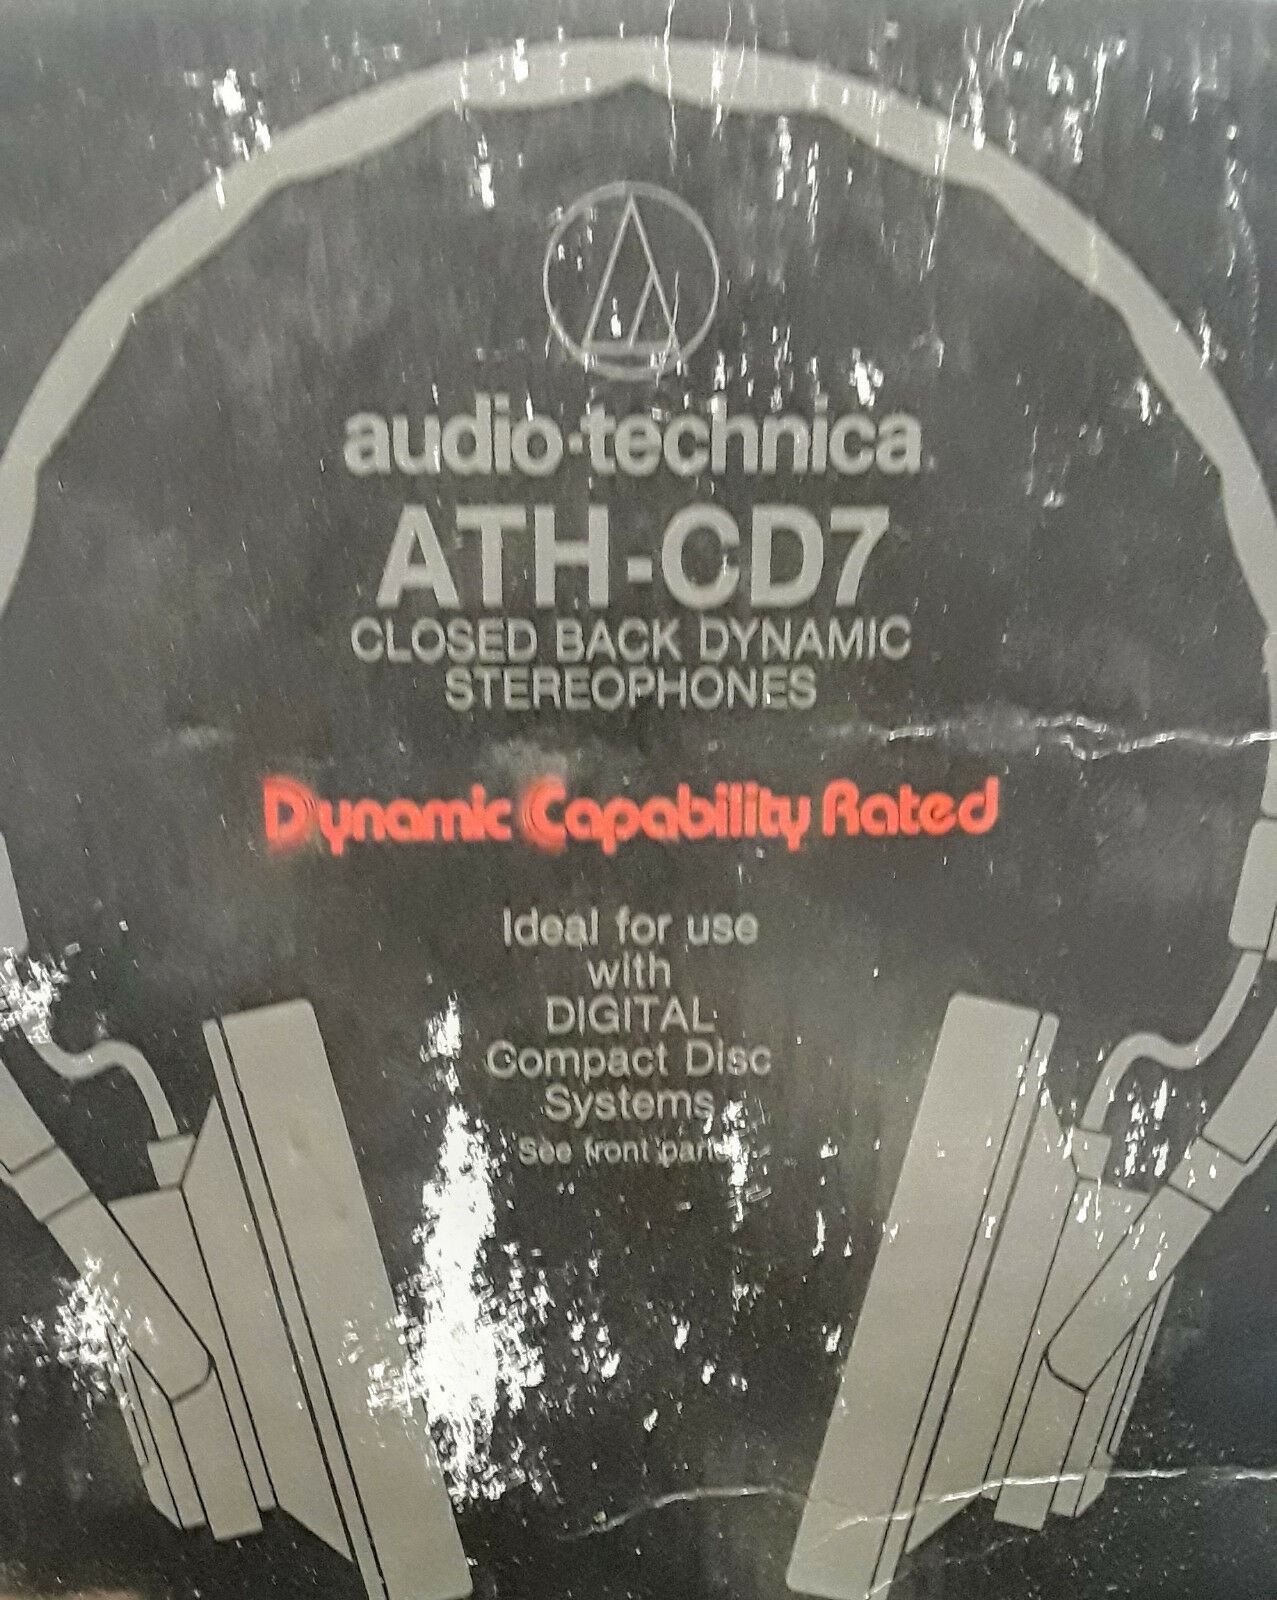 audio-technica
ATH-CD7
CLOSED BACK DYNAMIC
STEREOPHONES
Dynamic Capability Rated
Ideal for use
with
DIGITAL
Compact Disc
Systems
See front